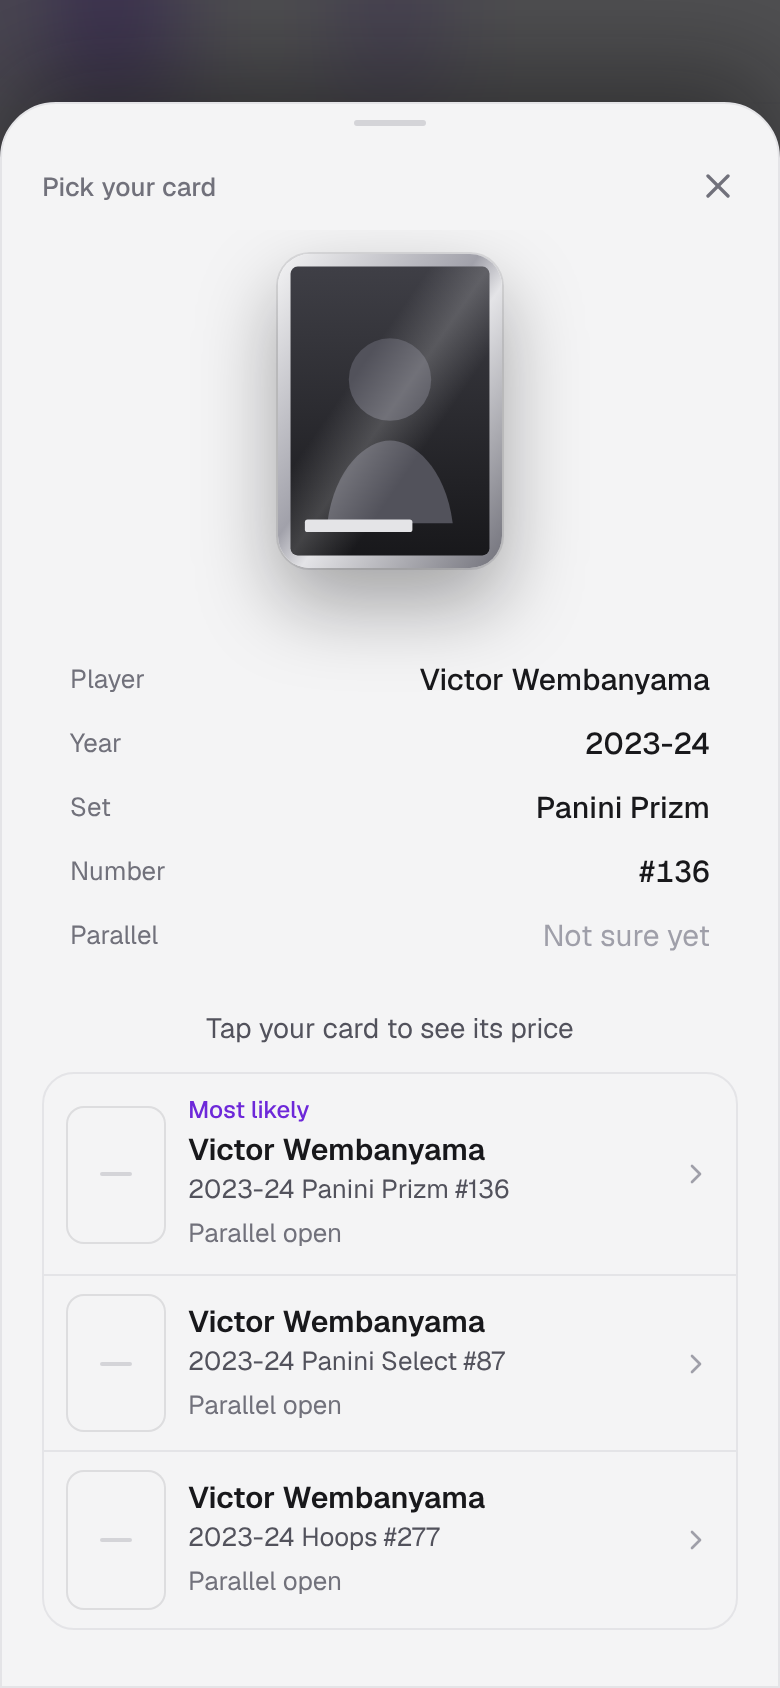 Pick your card
Player Victor Wembanyama
Year 2023-24
Set Panini Prizm
Number #136
Parallel Not sure yet
Tap your card to see its price
Most likely
Victor Wembanyama
2023-24 Panini Prizm #136
Parallel open
Victor Wembanyama
2023-24 Panini Select #87
Parallel open
Victor Wembanyama
2023-24 Hoops #277
Parallel open